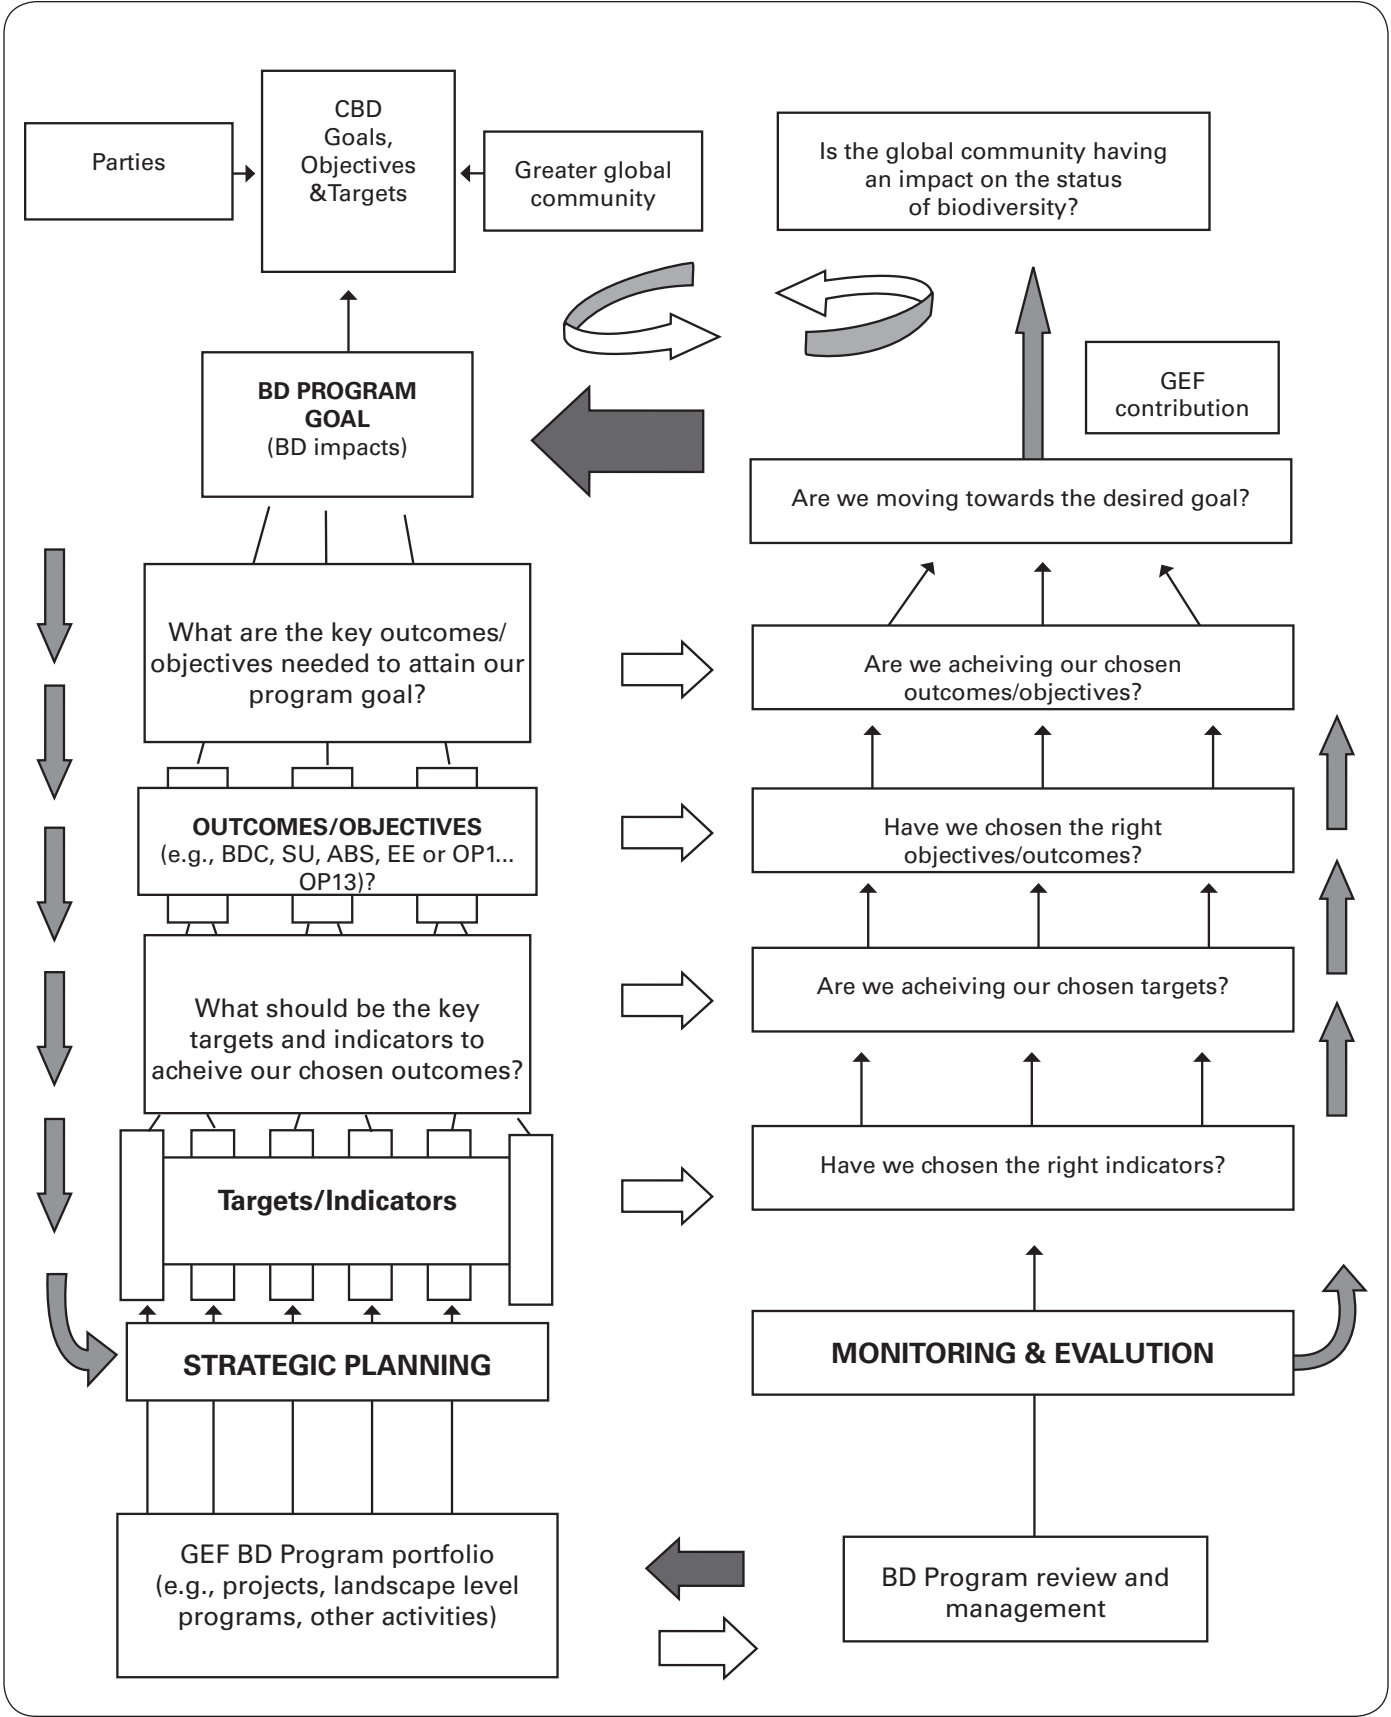 Parties
CBD
Goals,
Objectives
&Targets
Greater global
community
Is the global community having
an impact on the status
of biodiversity?
BD PROGRAM
GOAL
(BD impacts)
GEF
contribution
Are we moving towards the desired goal?
What are the key outcomes/
objectives needed to attain our
program goal?
Are we acheiving our chosen
outcomes/objectives?
OUTCOMES/OBJECTIVES
(e.g., BDC, SU, ABS, EE or OP1...
OP13)?
Have we chosen the right
objectives/outcomes?
What should be the key
targets and indicators to
acheive our chosen outcomes?
Are we acheiving our chosen targets?
Targets/Indicators
Have we chosen the right indicators?
STRATEGIC PLANNING
MONITORING & EVALUTION
GEF BD Program portfolio
(e.g., projects, landscape level
programs, other activities)
BD Program review and
management